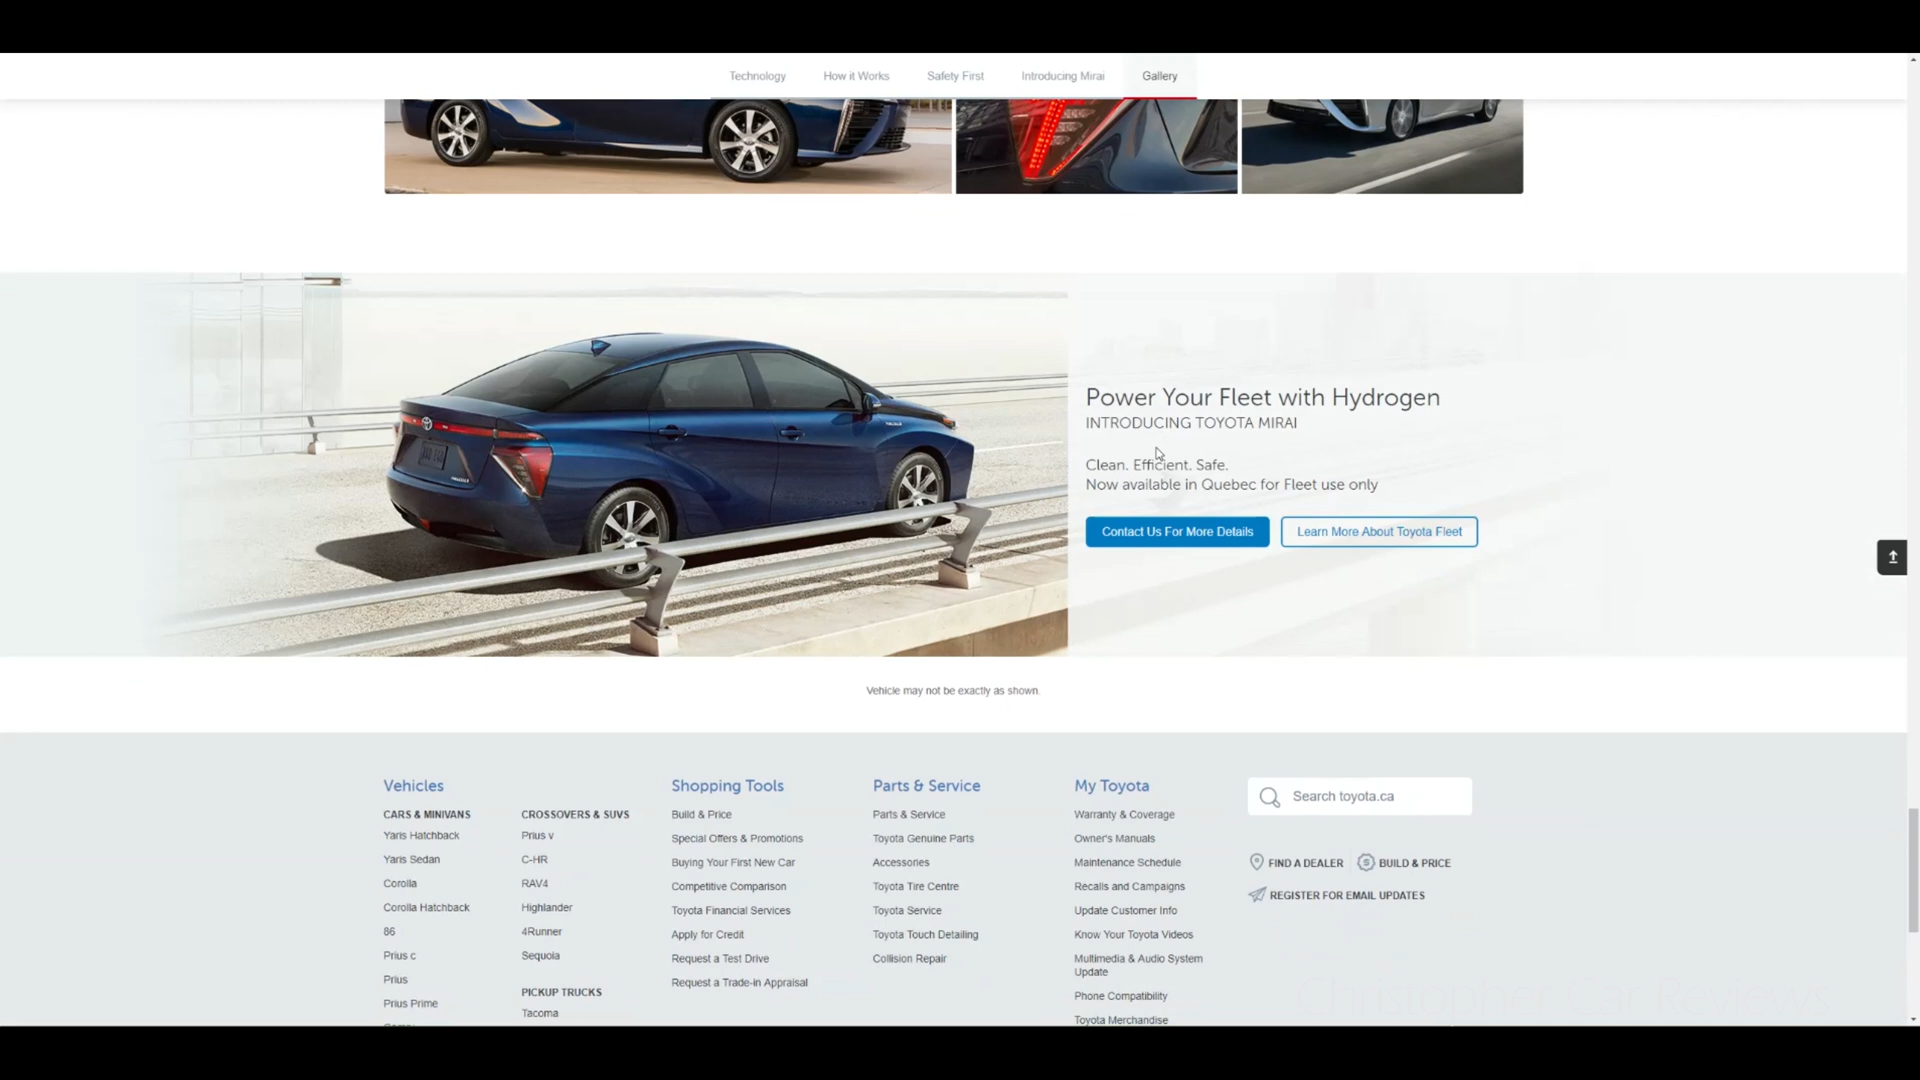 Technology
How it Works
Safety First
Introducing Mirai
Gallery
Power Your Fleet with Hydrogen
INTRODUCING TOYOTA MIRAI
Clean. Efficient. Safe.
Now available in Quebec for Fleet use only
Contact Us For More Details
Learn More About Toyota Fleet
Vehicle may not be exactly as shown.
Vehicles
CARS & MINIVANS
Yaris Hatchback
Yaris Sedan
Corolla
Corolla Hatchback
86
Prius c
Prius
Prius Prime
CROSSOVERS & SUVS
Prius v
C-HR
RAV4
Highlander
4Runner
Sequoia
PICKUP TRUCKS
Tacoma
Shopping Tools
Build & Price
Special Offers & Promotions
Buying Your First New Car
Competitive Comparison
Toyota Financial Services
Apply for Credit
Request a Test Drive
Request a Trade-in Appraisal
Parts & Service
Parts & Service
Toyota Genuine Parts
Accessories
Toyota Tire Centre
Toyota Service
Toyota Touch Detailing
Collision Repair
My Toyota
Warranty & Coverage
Owner's Manuals
Maintenance Schedule
Recalls and Campaigns
Update Customer Info
Know Your Toyota Videos
Multimedia & Audio System
Update
Phone Compatibility
Toyota Merchandise
Search toyota.ca
FIND A DEALER
BUILD & PRICE
REGISTER FOR EMAIL UPDATES
Christopher Car Reviews